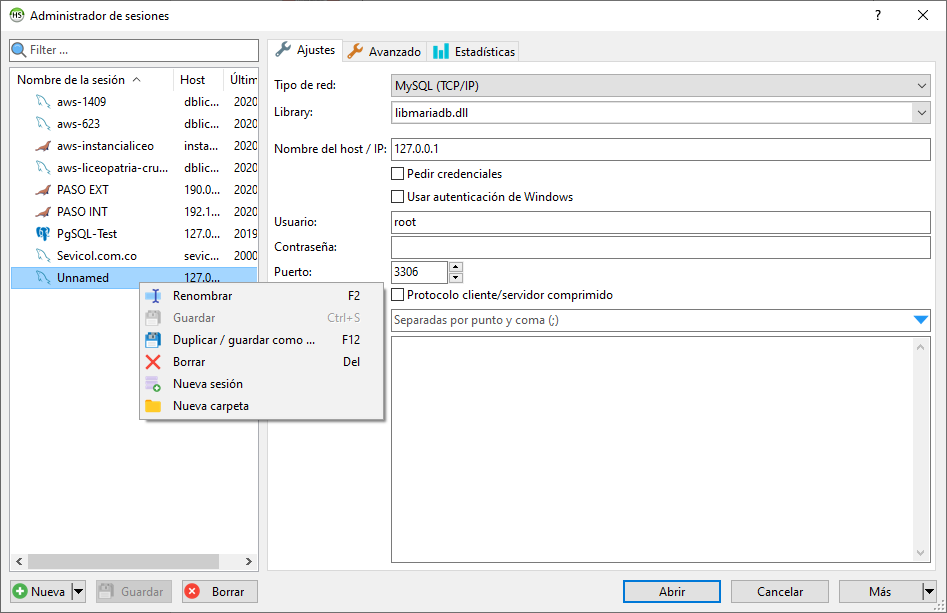 HS Administrador de sesiones ?
Filter ...
Nombre de la sesión Host Últim
aws-1409 dblic... 2020
aws-623 dblic... 2020
aws-instancialiceo insta... 2020
aws-liceopatria-cru... dblic... 2020
PASO EXT 190.0... 2020
PASO INT 192.1... 2020
PgSQL-Test 127.0... 2019
Sevicol.com.co sevic... 2000
Unnamed 127.0...
Renombrar F2
Guardar Ctrl+S
Duplicar / guardar como ... F12
Borrar Del
Nueva sesión
Nueva carpeta
Ajustes Avanzado Estadísticas
Tipo de red: MySQL (TCP/IP)
Library: libmariadb.dll
Nombre del host / IP: 127.0.0.1
Pedir credenciales
Usar autenticación de Windows
Usuario: root
Contraseña:
Puerto: 3306
Protocolo cliente/servidor comprimido
Separadas por punto y coma (;)
Nueva Guardar Borrar Abrir Cancelar Más